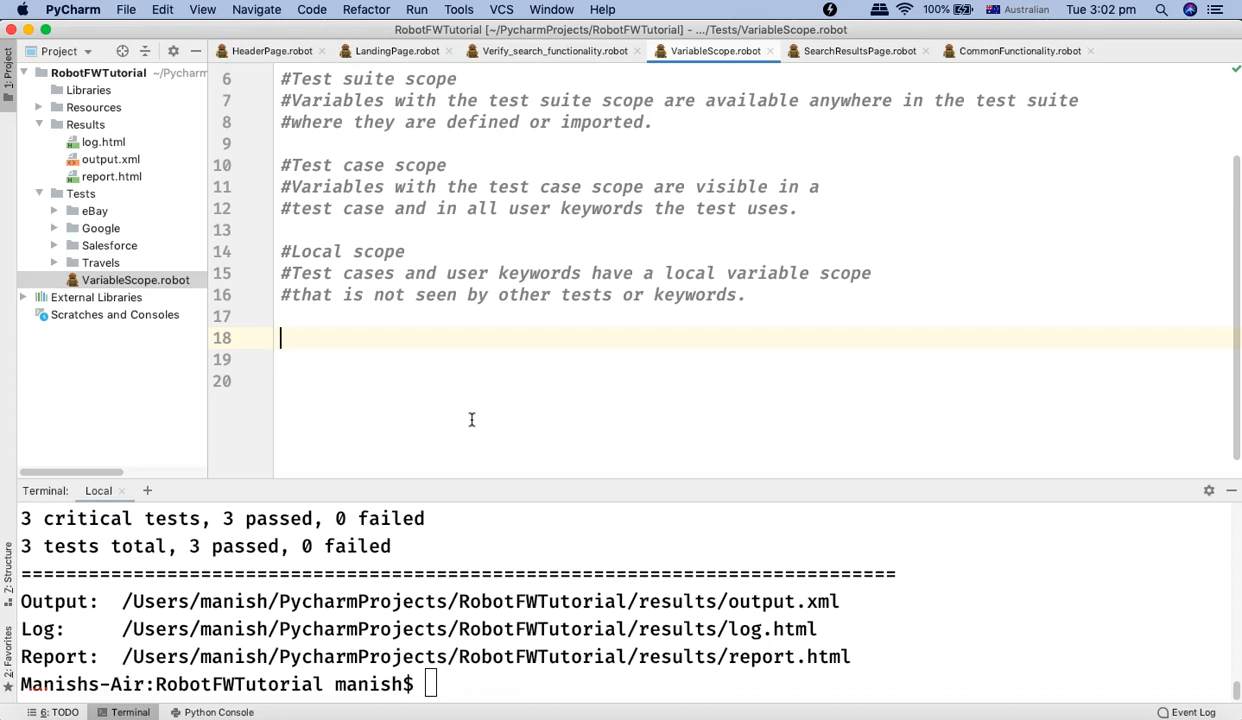 PyCharm File Edit View Navigate Code Refactor Run Tools VCS Window Help 100% Australian Tue 3:02 pm
RobotFWTutorial [~/PycharmProjects/RobotFWTutorial] - .../Tests/VariableScope.robot
Project HeaderPage.robot LandingPage.robot Verify_search_functionality.robot VariableScope.robot SearchResultsPage.robot CommonFunctionality.robot
1: Project
RobotFWTutorial ~/Pycharm
Libraries
Resources
Results
log.html
output.xml
report.html
Tests
eBay
Google
Salesforce
Travels
VariableScope.robot
External Libraries
Scratches and Consoles
6 #Test suite scope
7 #Variables with the test suite scope are available anywhere in the test suite
8 #where they are defined or imported.
9
10 #Test case scope
11 #Variables with the test case scope are visible in a
12 #test case and in all user keywords the test uses.
13
14 #Local scope
15 #Test cases and user keywords have a local variable scope
16 #that is not seen by other tests or keywords.
17
18
19
20
Terminal: Local +
3 critical tests, 3 passed, 0 failed
3 tests total, 3 passed, 0 failed
==============================================================================
Output: /Users/manish/PycharmProjects/RobotFWTutorial/results/output.xml
Log: /Users/manish/PycharmProjects/RobotFWTutorial/results/log.html
Report: /Users/manish/PycharmProjects/RobotFWTutorial/results/report.html
Manishs-Air:RobotFWTutorial manish$
Z: Structure
2: Favorites
6: TODO Terminal Python Console Event Log